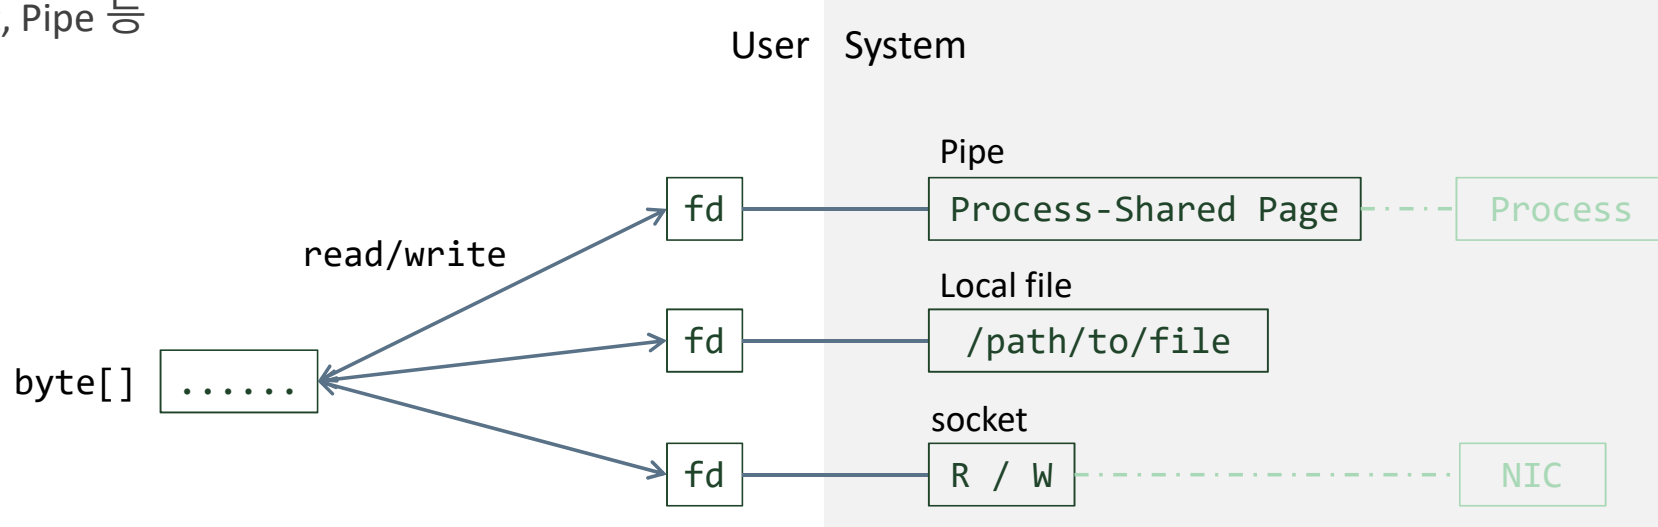 , Pipe 등
User
System
Pipe
fd
Process-Shared Page
Process
read/write
Local file
fd
/path/to/file
byte[]
......
socket
fd
R / W
NIC